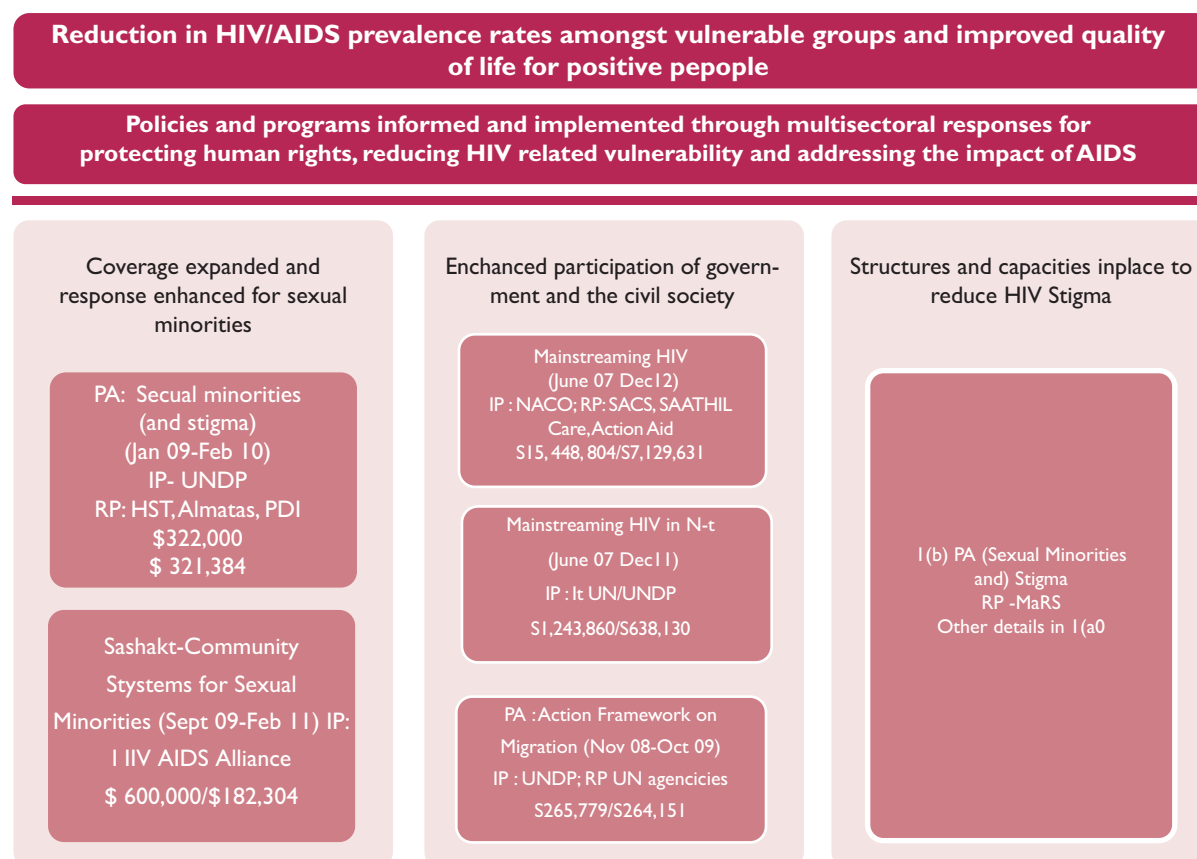 Reduction in HIV/AIDS prevalence rates amongst vulnerable groups and improved quality
of life for positive pepople
Policies and programs informed and implemented through multisectoral responses for
protecting human rights, reducing HIV related vulnerability and addressing the impact of AIDS
Coverage expanded and
response enhanced for sexual
minorities
PA: Secual minorities
(and stigma)
(Jan 09-Feb 10)
IP- UNDP
RP: HST, Almatas, PDI
$322,000
$ 321,384
Sashakt-Community
Stystems for Sexual
Minorities (Sept 09-Feb 11) IP:
I IIV AIDS Alliance
$ 600,000/$182,304
Enchanced participation of govern-
ment and the civil society
Mainstreaming HIV
(June 07 Dec12)
IP : NACO; RP: SACS, SAATHIL
Care, Action Aid
S15, 448, 804/S7,129,631
Mainstreaming HIV in N-t
(June 07 Dec11)
IP : It UN/UNDP
S1,243,860/S638,130
PA : Action Framework on
Migration (Nov 08-Oct 09)
IP : UNDP; RP UN agencicies
S265,779/S264,151
Structures and capacities inplace to
reduce HIV Stigma
1(b) PA (Sexual Minorities
and) Stigma
RP -MaRS
Other details in 1(a0